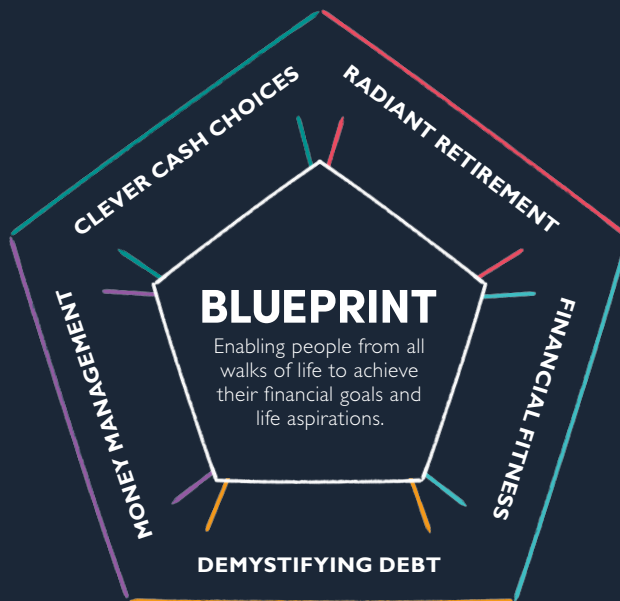 CLEVER CASH CHOICES
RADIANT RETIREMENT
BLUEPRINT
Enabling people from all
walks of life to achieve
their financial goals and
life aspirations.
MONEY MANAGEMENT
FINANCIAL FITNESS
DEMYSTIFYING DEBT